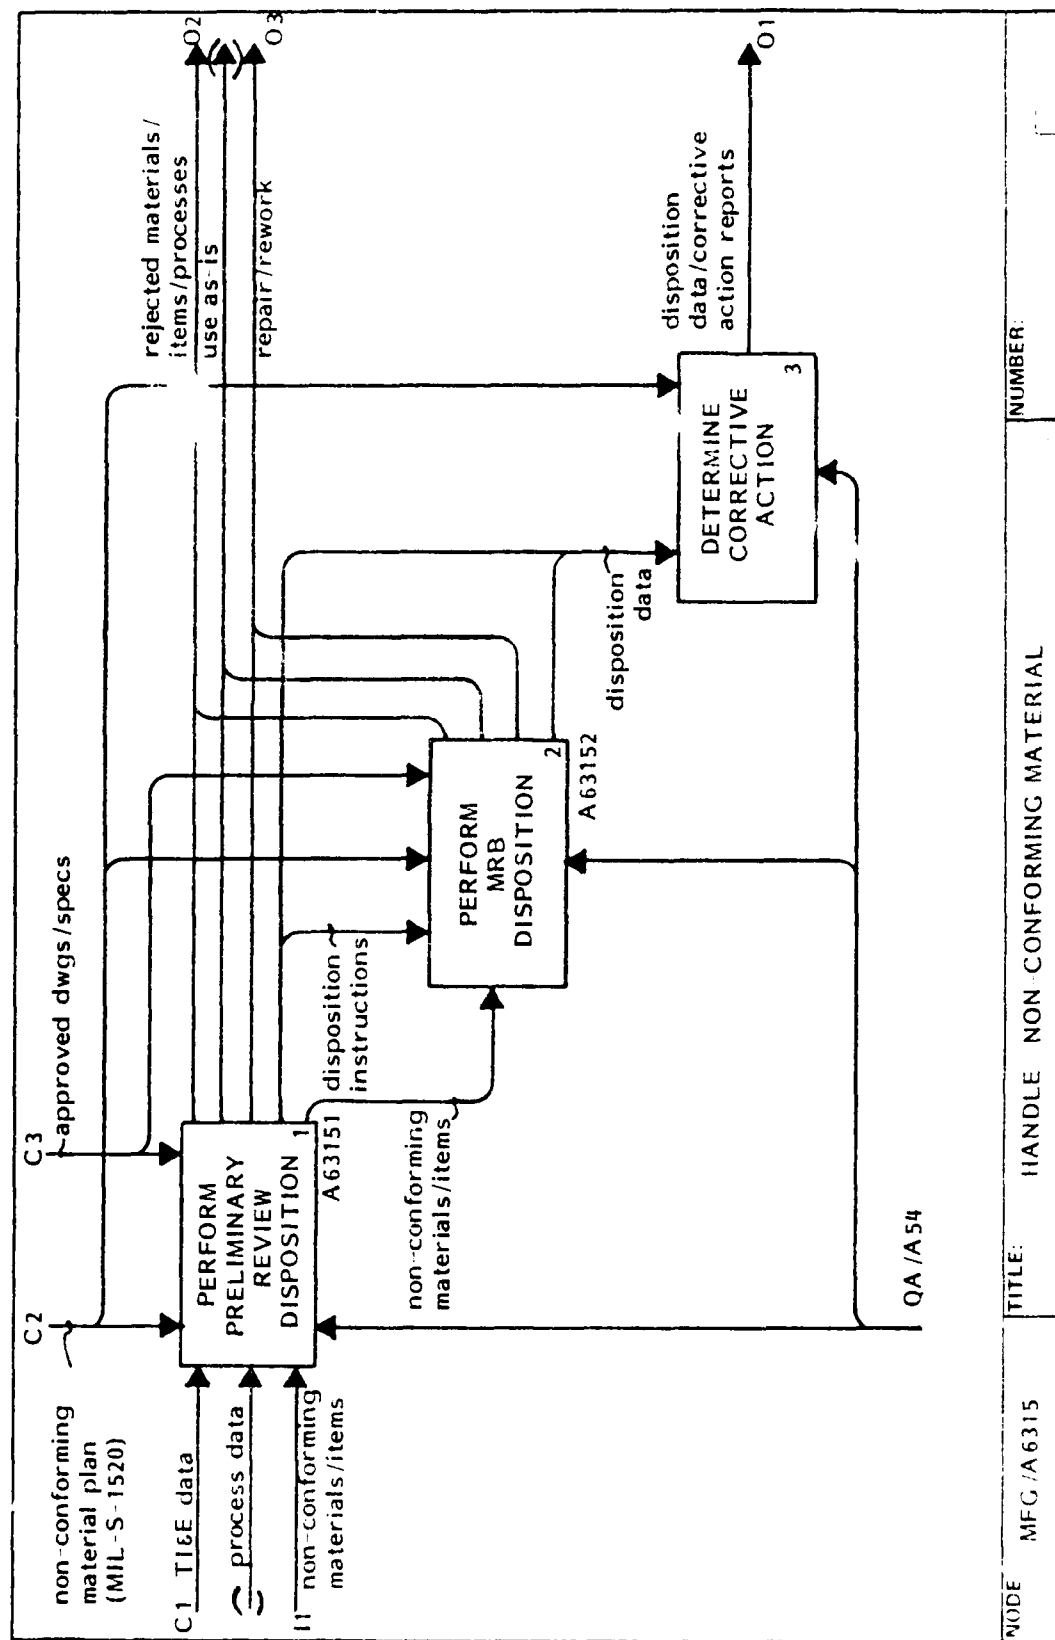 C2
C3
non-conforming
material plan
(MIL-S-1520)
approved dwgs/specs
O2
O3
rejected materials/
items/processes
use as-is
repair/rework
C1 TI&E data
( ) process data
I1 non-conforming
materials/items
PERFORM
PRELIMINARY
REVIEW
DISPOSITION 1
A63151
disposition
instructions
non-conforming
materials/items
PERFORM
MRB
DISPOSITION
2
A63152
disposition
data
DETERMINE
CORRECTIVE
ACTION
3
disposition
data/corrective
action reports
O1
QA/A54
NODE MFG/A6315
TITLE: HANDLE NON-CONFORMING MATERIAL
NUMBER: